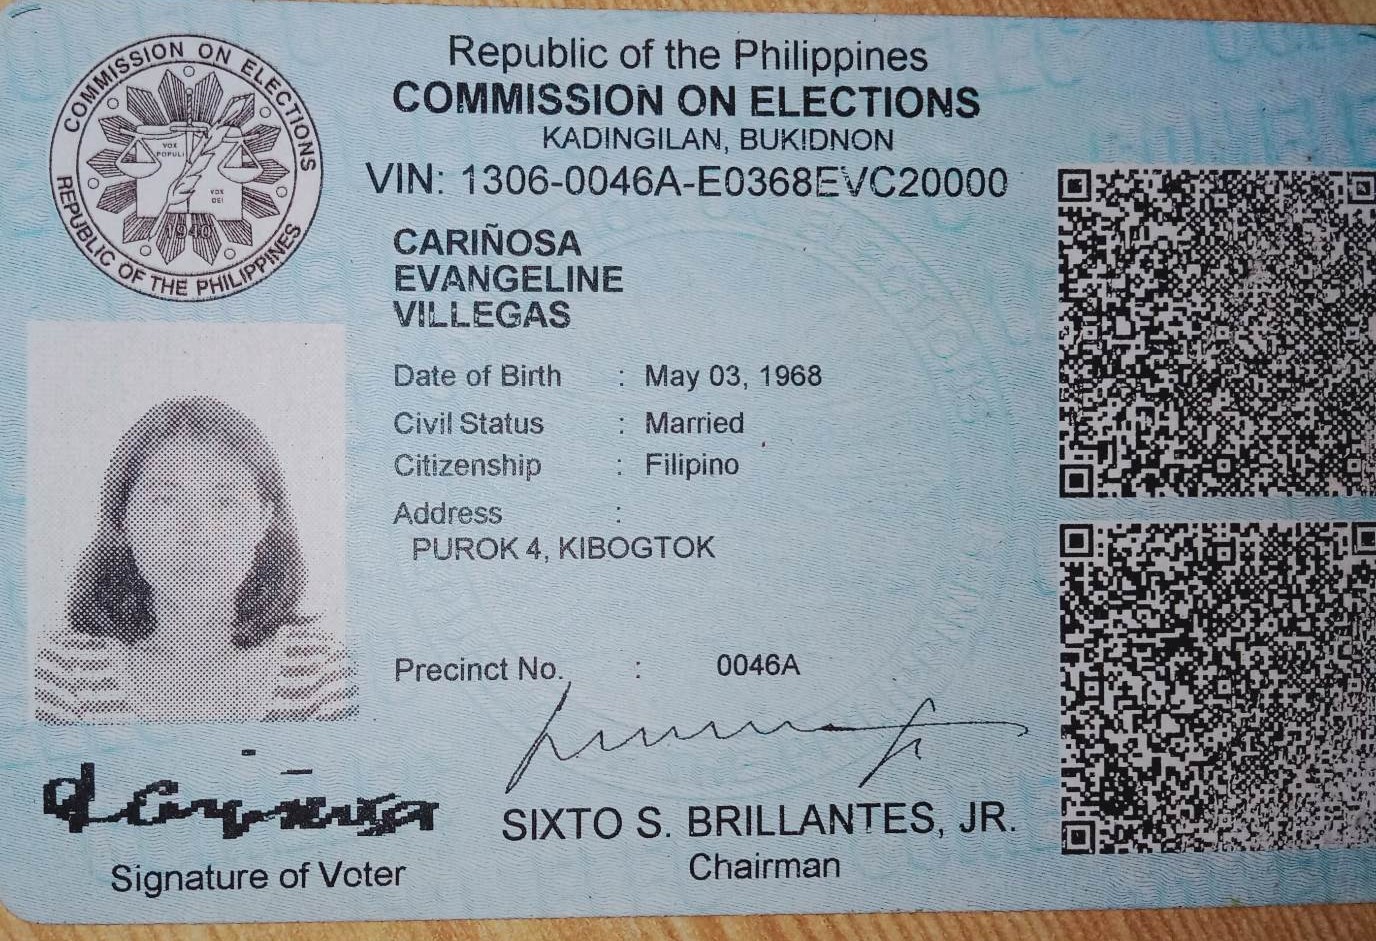 COMMISSION ON ELECTIONS
REPUBLIC OF THE PHILIPPINES
VOX
POPULI
VOX
DEI
1940
Republic of the Philippines
COMMISSION ON ELECTIONS
KADINGILAN, BUKIDNON
VIN: 1306-0046A-E0368EVC20000
CARIÑOSA
EVANGELINE
VILLEGAS
Date of Birth : May 03, 1968
Civil Status : Married
Citizenship : Filipino
Address :
PUROK 4, KIBOGTOK
Precinct No. : 0046A
SIXTO S. BRILLANTES, JR.
Chairman
Signature of Voter